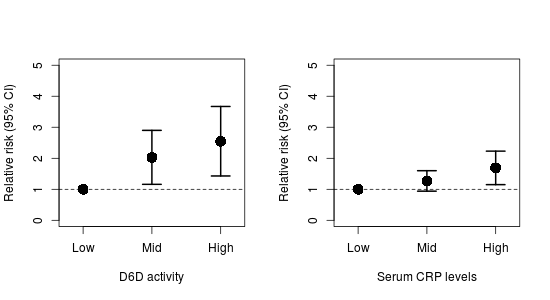 Relative risk (95% CI)
5
4
3
2
1
0
Low Mid High
D6D activity
Relative risk (95% CI)
5
4
3
2
1
0
Low Mid High
Serum CRP levels